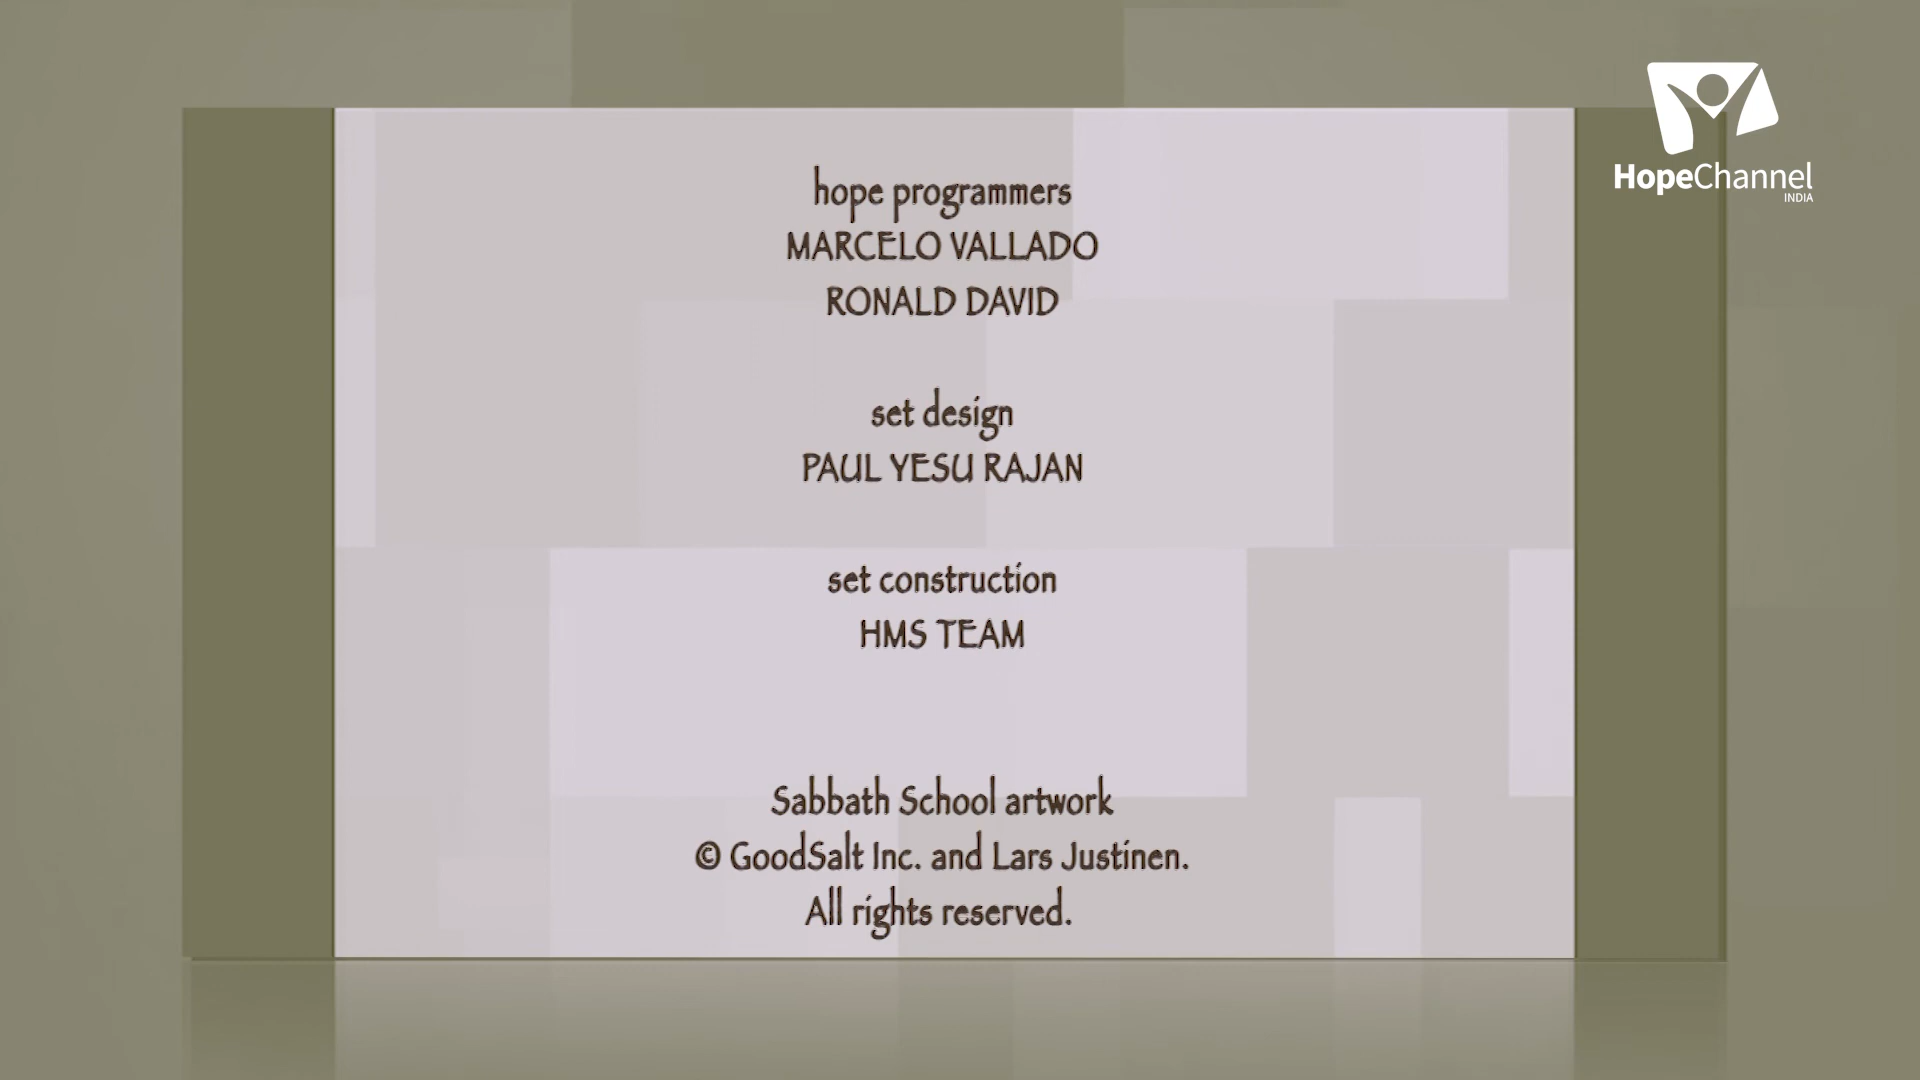 HopeChannel
INDIA
hope programmers
MARCELO VALLADO
RONALD DAVID
set design
PAUL YESU RAJAN
set construction
HMS TEAM
Sabbath School artwork
© GoodSalt Inc. and Lars Justinen.
All rights reserved.